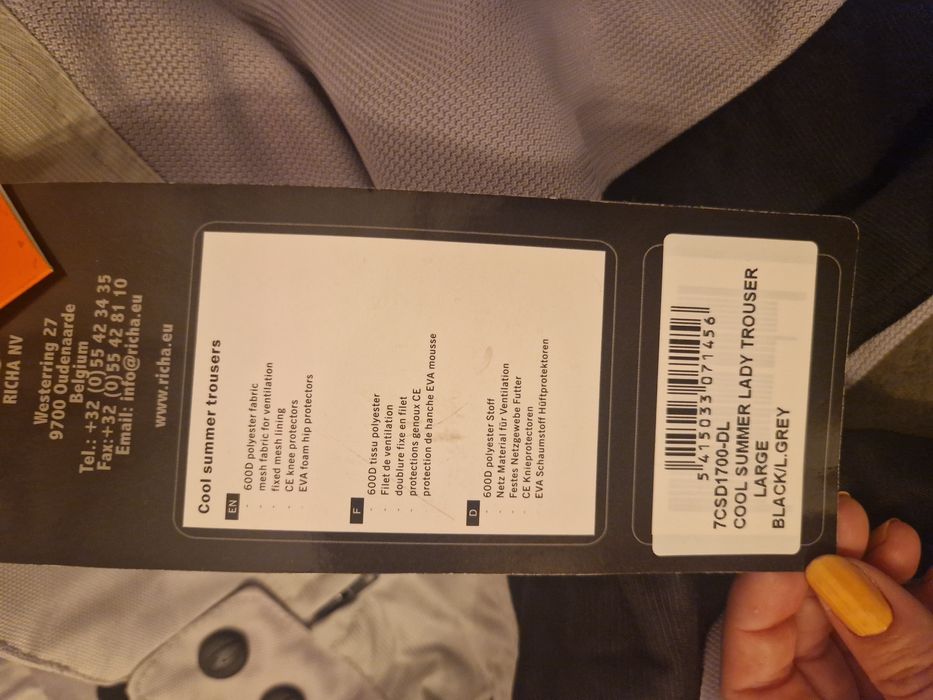 RICHA NV
Westerring 27
9700 Oudenaarde
Belgium
Tel.: +32 (0)55 42 34 35
Fax:+32 (0)55 42 81 10
Email: info@richa.eu
www.richa.eu
Cool summer trousers
EN
- 600D polyester fabric
- mesh fabric for ventilation
- fixed mesh lining
- CE knee protectors
- EVA foam hip protectors
F
- 600D tissu polyester
- Filet de ventilation
- doublure fixe en filet
- protections genoux CE
- protection de hanche EVA mousse
D
- 600D polyester Stoff
- Netz Material für Ventilation
- Festes Netzgewebe Futter
- CE Knieprotectoren
- EVA Schaumstoff Hüftprotektoren
5 415033 071456
7CSD1700-DL
COOL SUMMER LADY TROUSER
LARGE
BLACK/L.GREY